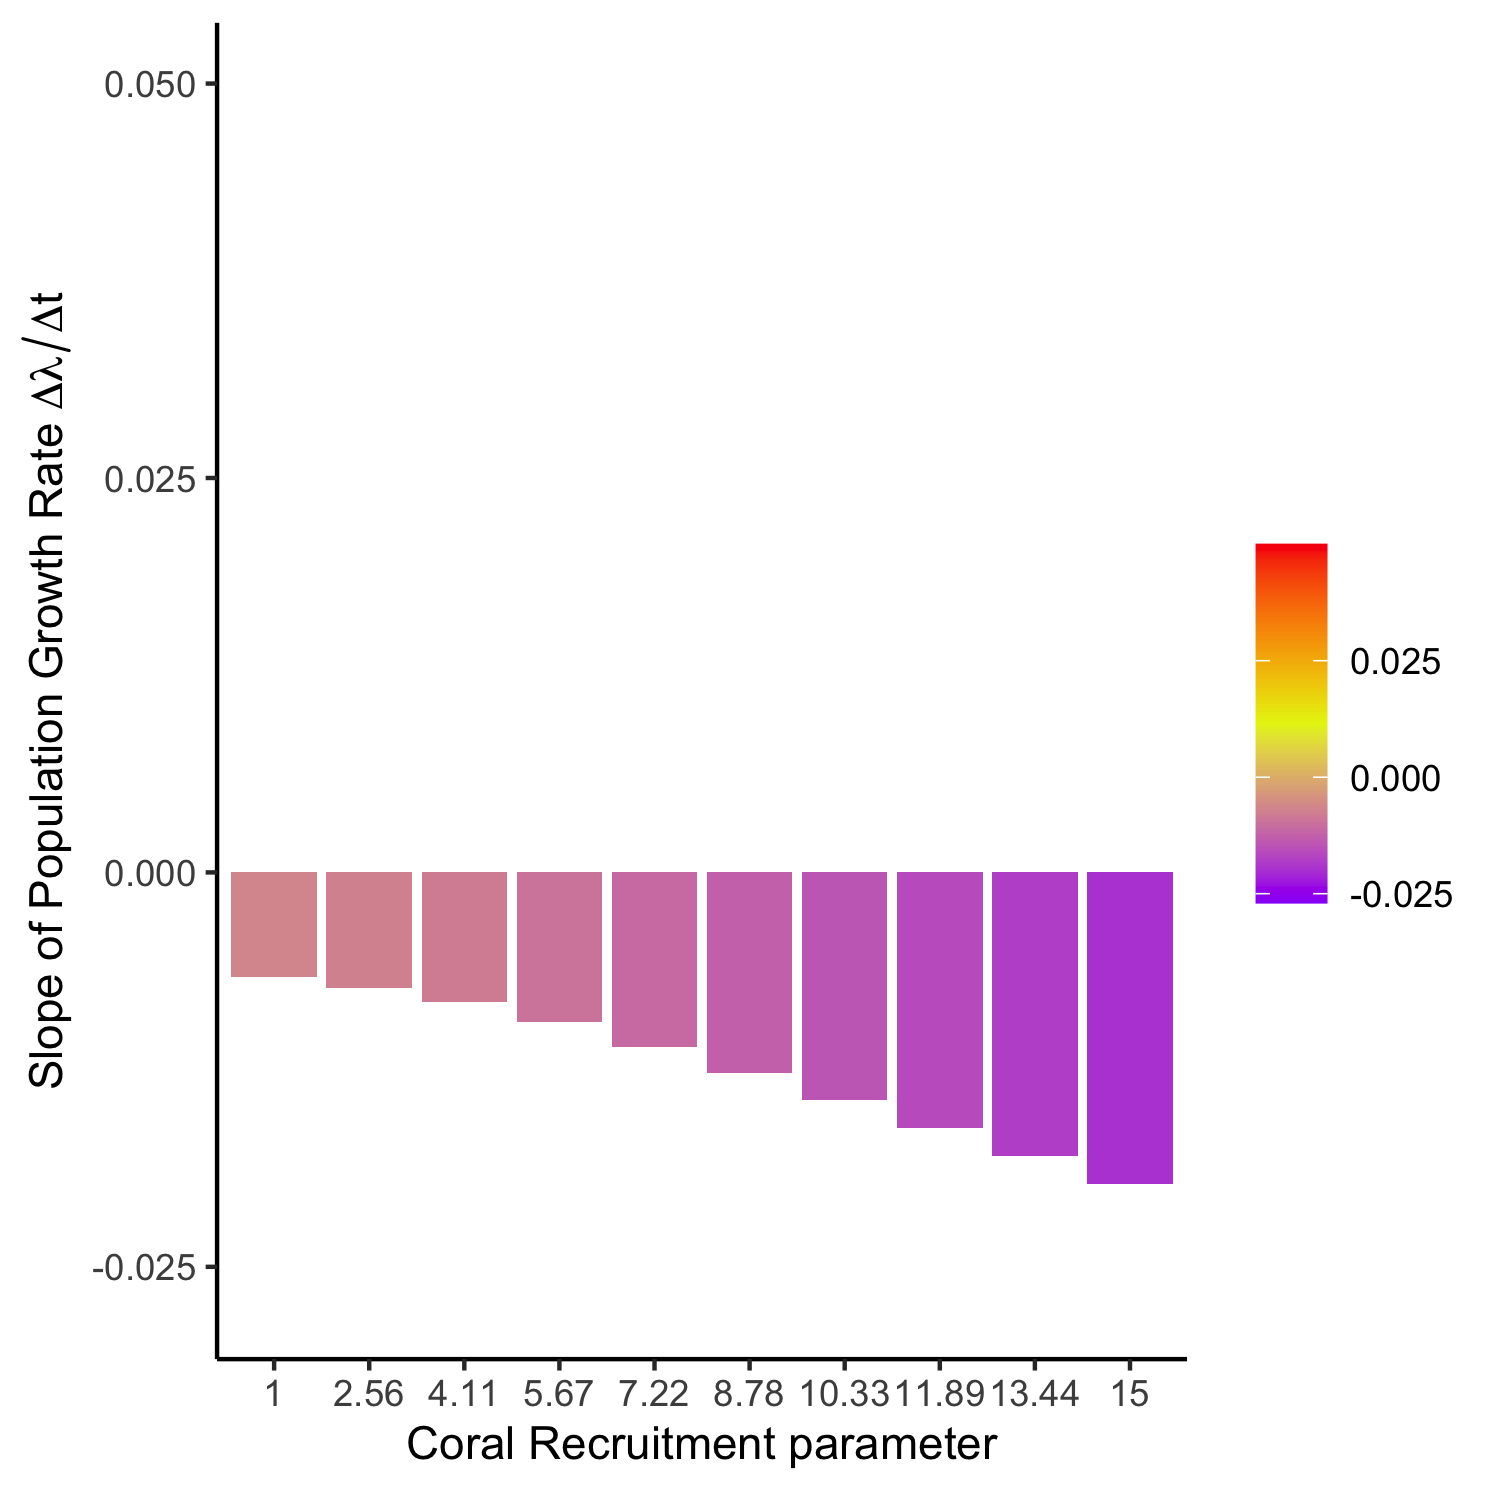 0.050
0.025
0.000
-0.025
Slope of Population Growth Rate Δλ/Δt
1 2.56 4.11 5.67 7.22 8.78 10.33 11.89 13.44 15
Coral Recruitment parameter
0.025
0.000
-0.025